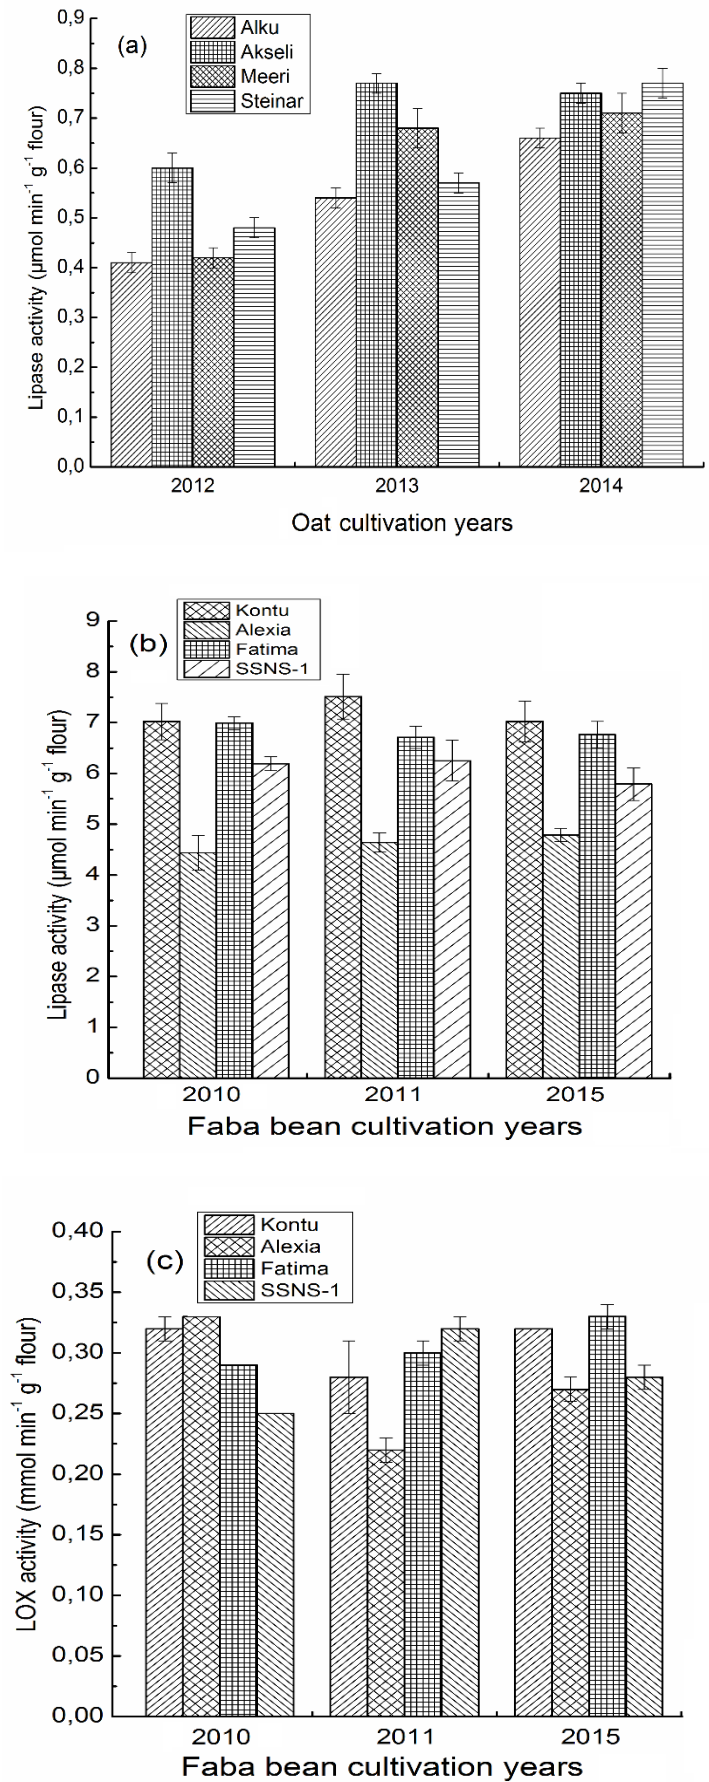 (a)
Alku
Akseli
Meeri
Steinar
Lipase activity (µmol min⁻¹ g⁻¹ flour)
0,9
0,8
0,7
0,6
0,5
0,4
0,3
0,2
0,1
0,0
2012 2013 2014
Oat cultivation years
(b)
Kontu
Alexia
Fatima
SSNS-1
Lipase activity (µmol min⁻¹ g⁻¹ flour)
9
8
7
6
5
4
3
2
1
0
2010 2011 2015
Faba bean cultivation years
(c)
Kontu
Alexia
Fatima
SSNS-1
LOX activity (mmol min⁻¹ g⁻¹ flour)
0,40
0,35
0,30
0,25
0,20
0,15
0,10
0,05
0,00
2010 2011 2015
Faba bean cultivation years